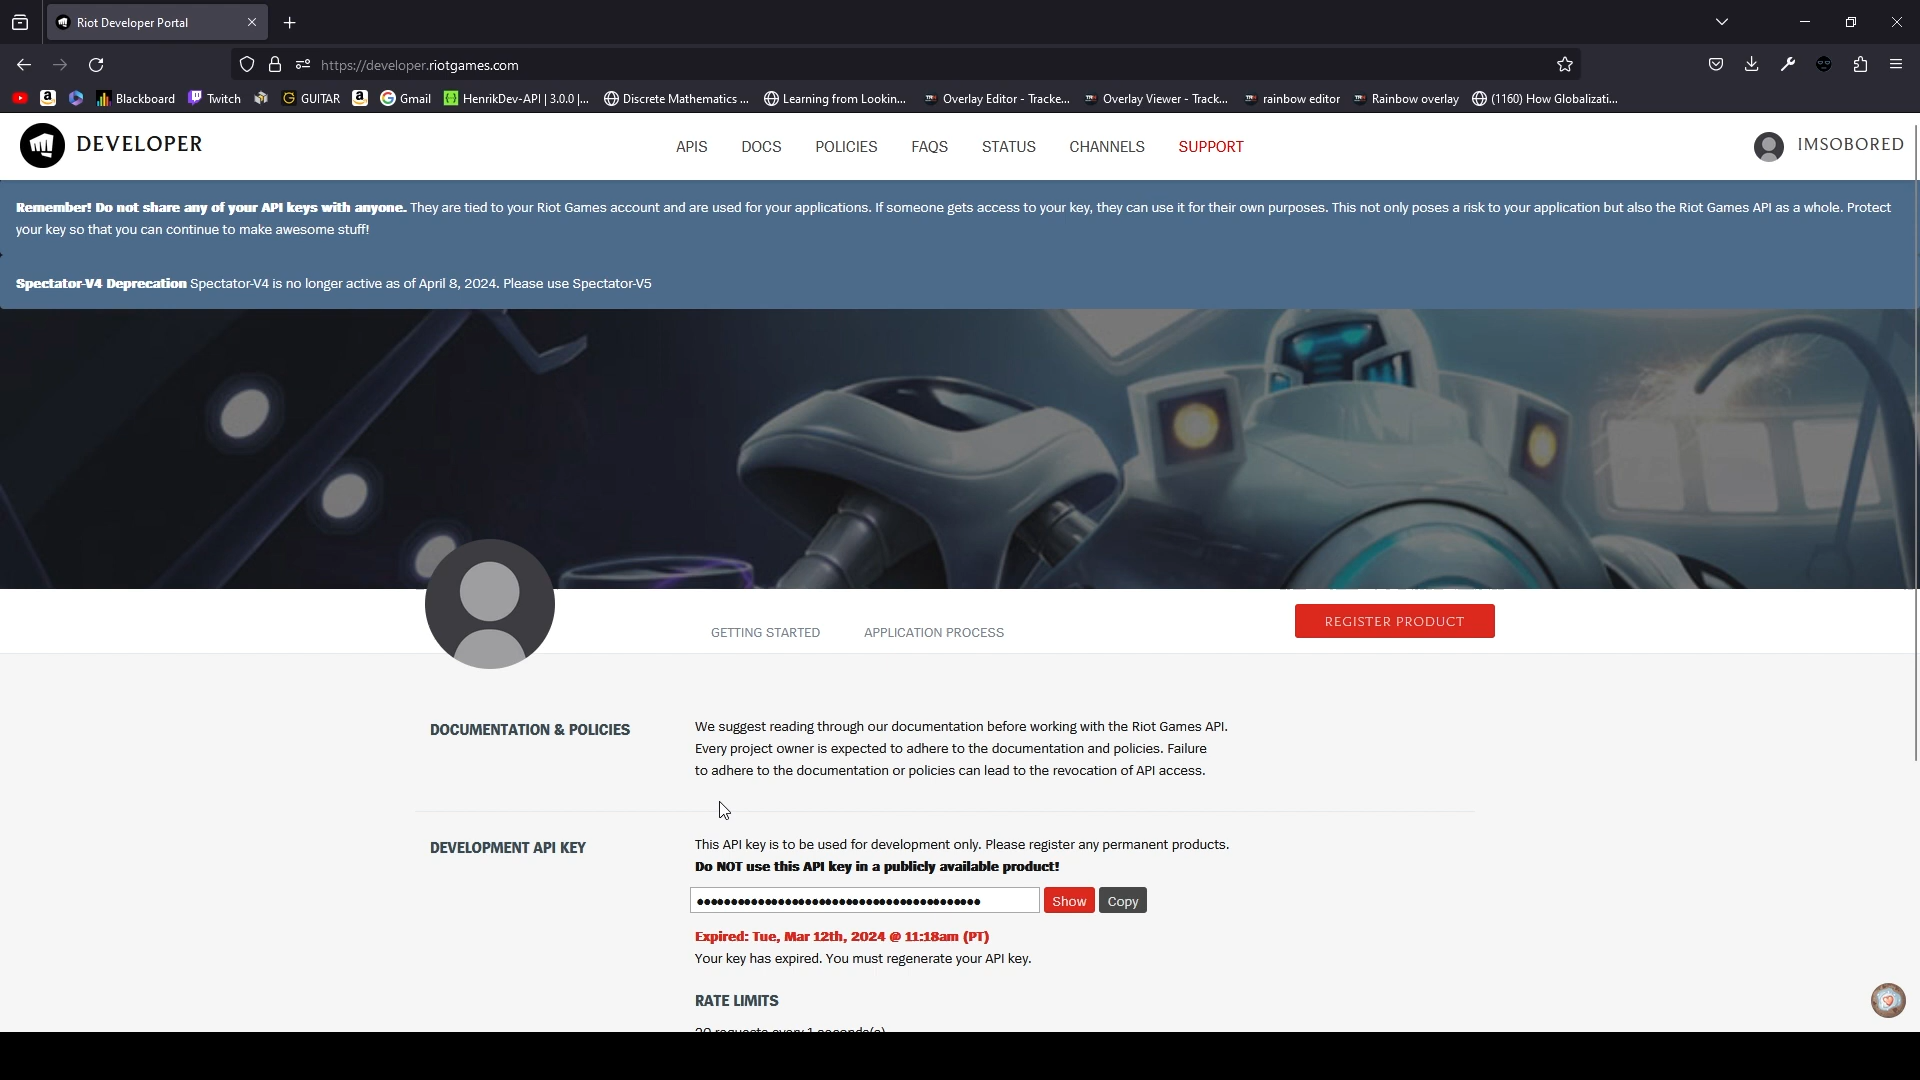 Riot Developer Portal
https://developer.riotgames.com
Blackboard
Twitch
GUITAR
Gmail
HenrikDev-API | 3.0.0 |...
Discrete Mathematics ...
Learning from Lookin...
Overlay Editor - Tracke...
Overlay Viewer - Track...
rainbow editor
Rainbow overlay
(1160) How Globalizati...
DEVELOPER
APIS
DOCS
POLICIES
FAQS
STATUS
CHANNELS
SUPPORT
IMSOBORED
Remember! Do not share any of your API keys with anyone. They are tied to your Riot Games account and are used for your applications. If someone gets access to your key, they can use it for their own purposes. This not only poses a risk to your application but also the Riot Games API as a whole. Protect
your key so that you can continue to make awesome stuff!
Spectator-V4 Deprecation Spectator-V4 is no longer active as of April 8, 2024. Please use Spectator-V5
GETTING STARTED
APPLICATION PROCESS
REGISTER PRODUCT
DOCUMENTATION & POLICIES
We suggest reading through our documentation before working with the Riot Games API.
Every project owner is expected to adhere to the documentation and policies. Failure
to adhere to the documentation or policies can lead to the revocation of API access.
DEVELOPMENT API KEY
This API key is to be used for development only. Please register any permanent products.
Do NOT use this API key in a publicly available product!
Show
Copy
Expired: Tue, Mar 12th, 2024 @ 11:18am (PT)
Your key has expired. You must regenerate your API key.
RATE LIMITS
20 requests every 1 seconds(s)